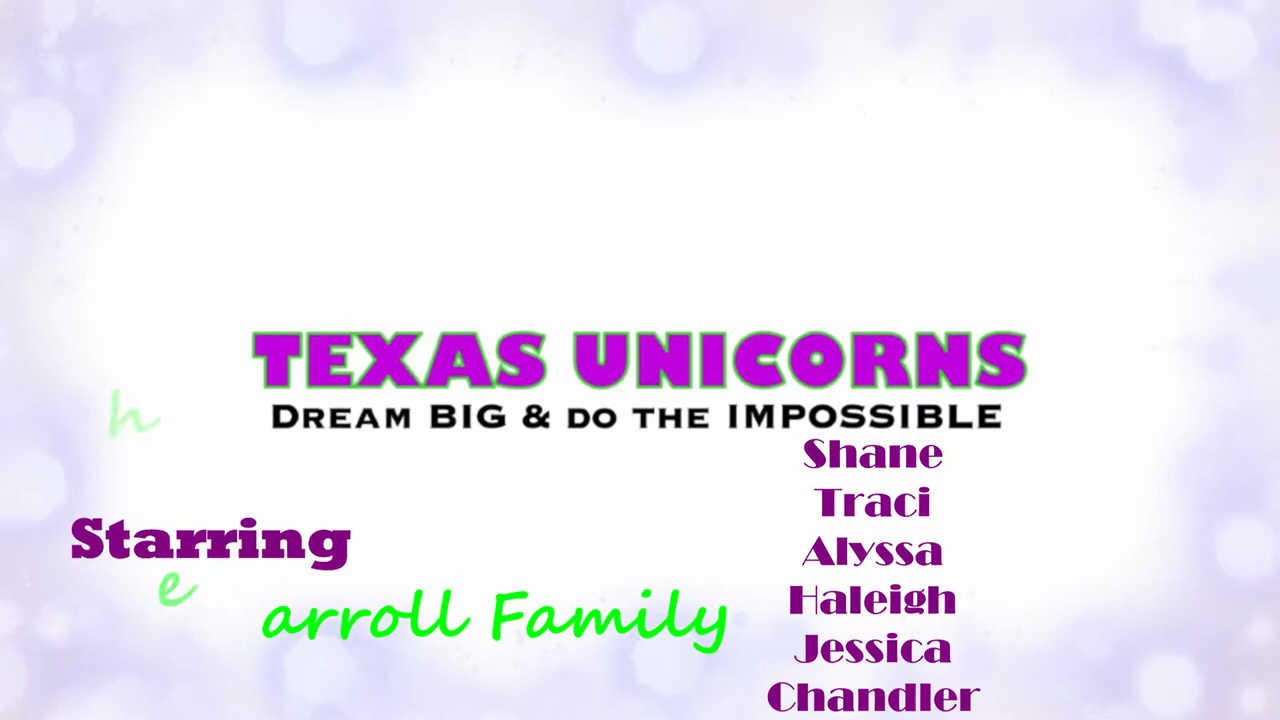 TEXAS UNICORNS
DREAM BIG & DO THE IMPOSSIBLE
h
Starring
e
arroll Family
Shane
Traci
Alyssa
Haleigh
Jessica
Chandler